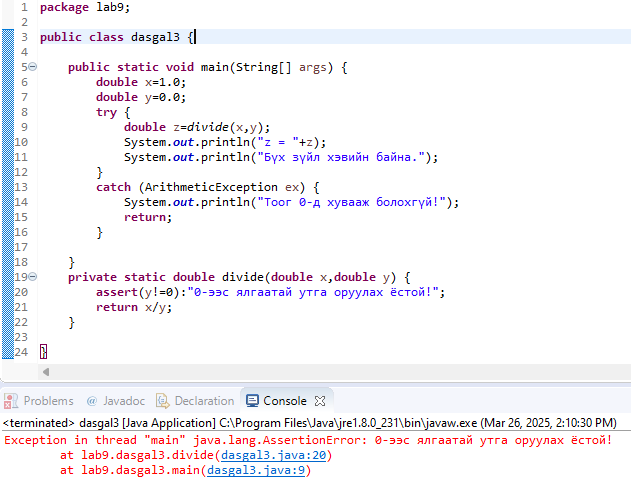 1 package lab9;
2
3 public class dasgal3 {
4
5 public static void main(String[] args) {
6 double x=1.0;
7 double y=0.0;
8 try {
9 double z=divide(x,y);
10 System.out.println("z = "+z);
11 System.out.println("Бүх зүйл хэвийн байна.");
12 }
13 catch (ArithmeticException ex) {
14 System.out.println("Тоог 0-д хувааж болохгүй!");
15 return;
16 }
17
18 }
19 private static double divide(double x,double y) {
20 assert(y!=0):"0-ээс ялгаатай утга оруулах ёстой!";
21 return x/y;
22 }
23
24 }
Problems @ Javadoc Declaration Console
<terminated> dasgal3 [Java Application] C:\Program Files\Java\jre1.8.0_231\bin\javaw.exe (Mar 26, 2025, 2:10:30 PM)
Exception in thread "main" java.lang.AssertionError: 0-ээс ялгаатай утга оруулах ёстой!
at lab9.dasgal3.divide(dasgal3.java:20)
at lab9.dasgal3.main(dasgal3.java:9)